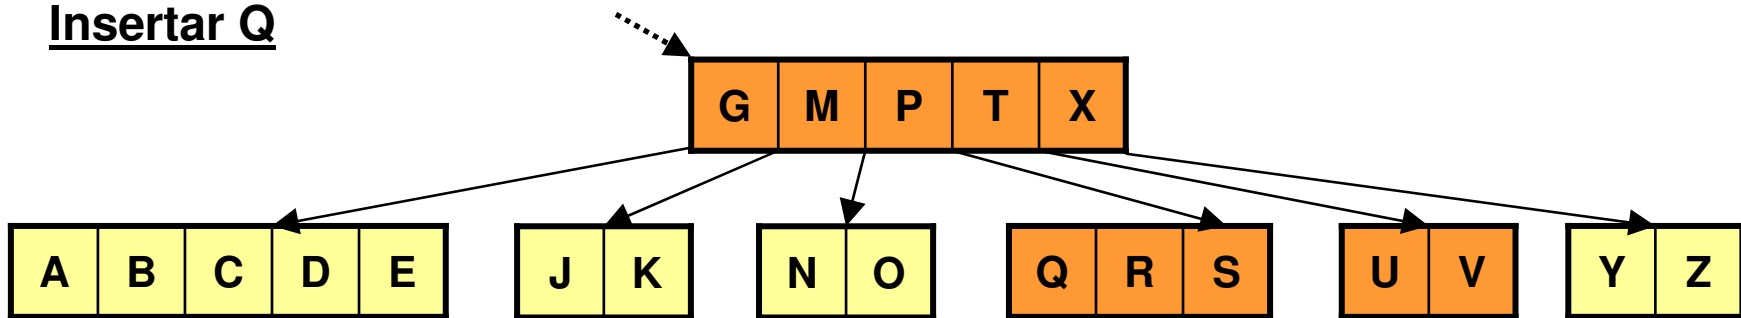 Insertar Q
G M P T X
A B C D E J K N O Q R S U V Y Z